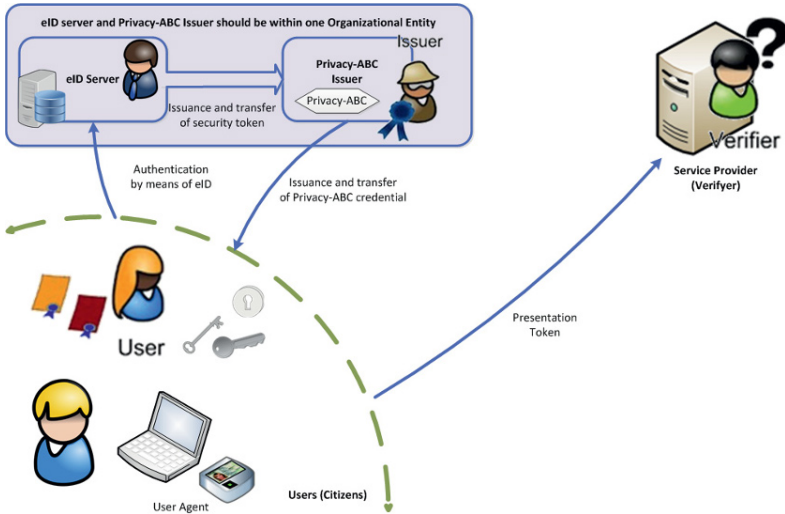 eID server and Privacy-ABC Issuer should be within one Organizational Entity
Issuer
eID Server
Privacy-ABC
Issuer
Privacy-ABC
Issuance and transfer
of security token
Verifier
Service Provider
(Verifyer)
Authentication
by means of eID
Issuance and transfer
of Privacy-ABC credential
User
Presentation
Token
User Agent
Users (Citizens)